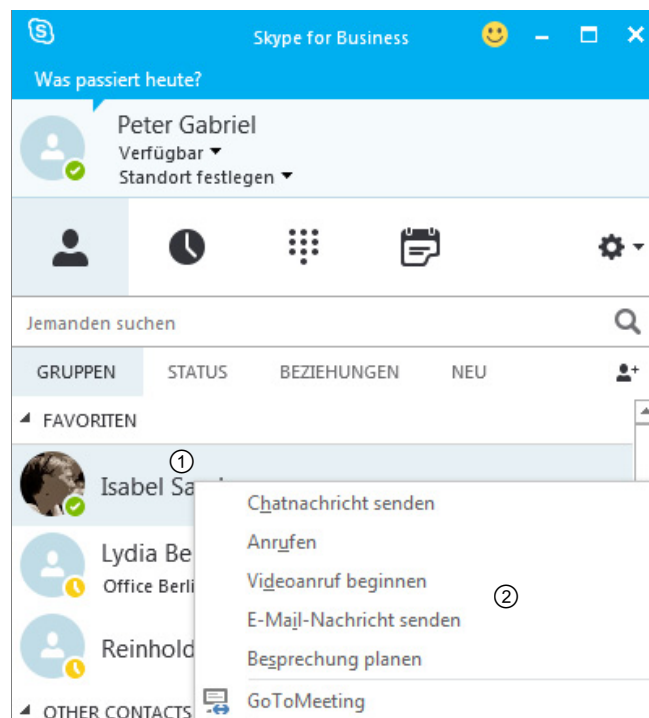 Skype for Business
Was passiert heute?
Peter Gabriel
Verfügbar
Standort festlegen
Jemanden suchen
GRUPPEN STATUS BEZIEHUNGEN NEU
FAVORITEN
①
Isabel
Chatnachricht senden
Lydia
Anrufen
Office
Videoanruf beginnen
②
E-Mail-Nachricht senden
Reinhold
Besprechung planen
OTHER CONTACTS
GoToMeeting